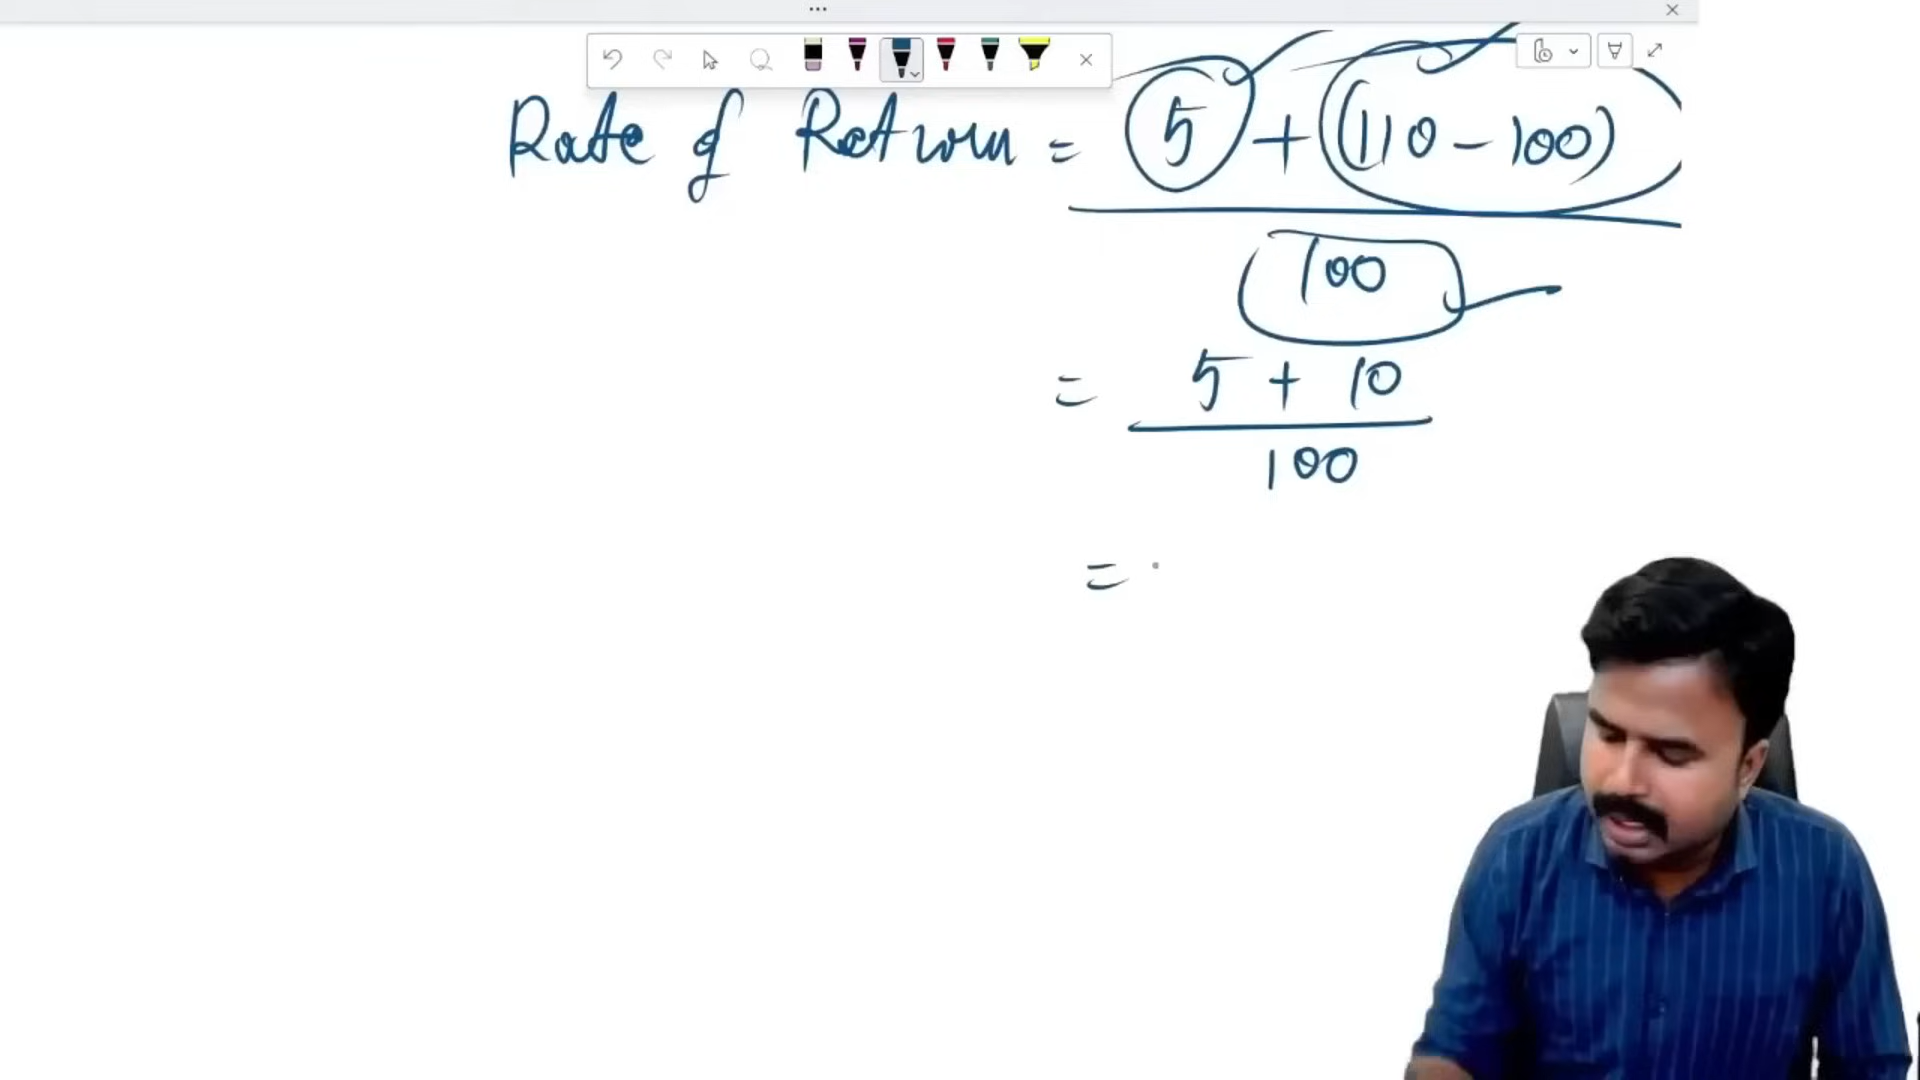 Rate of Return = 5 + (110 - 100)
100
= 5 + 10
100
=